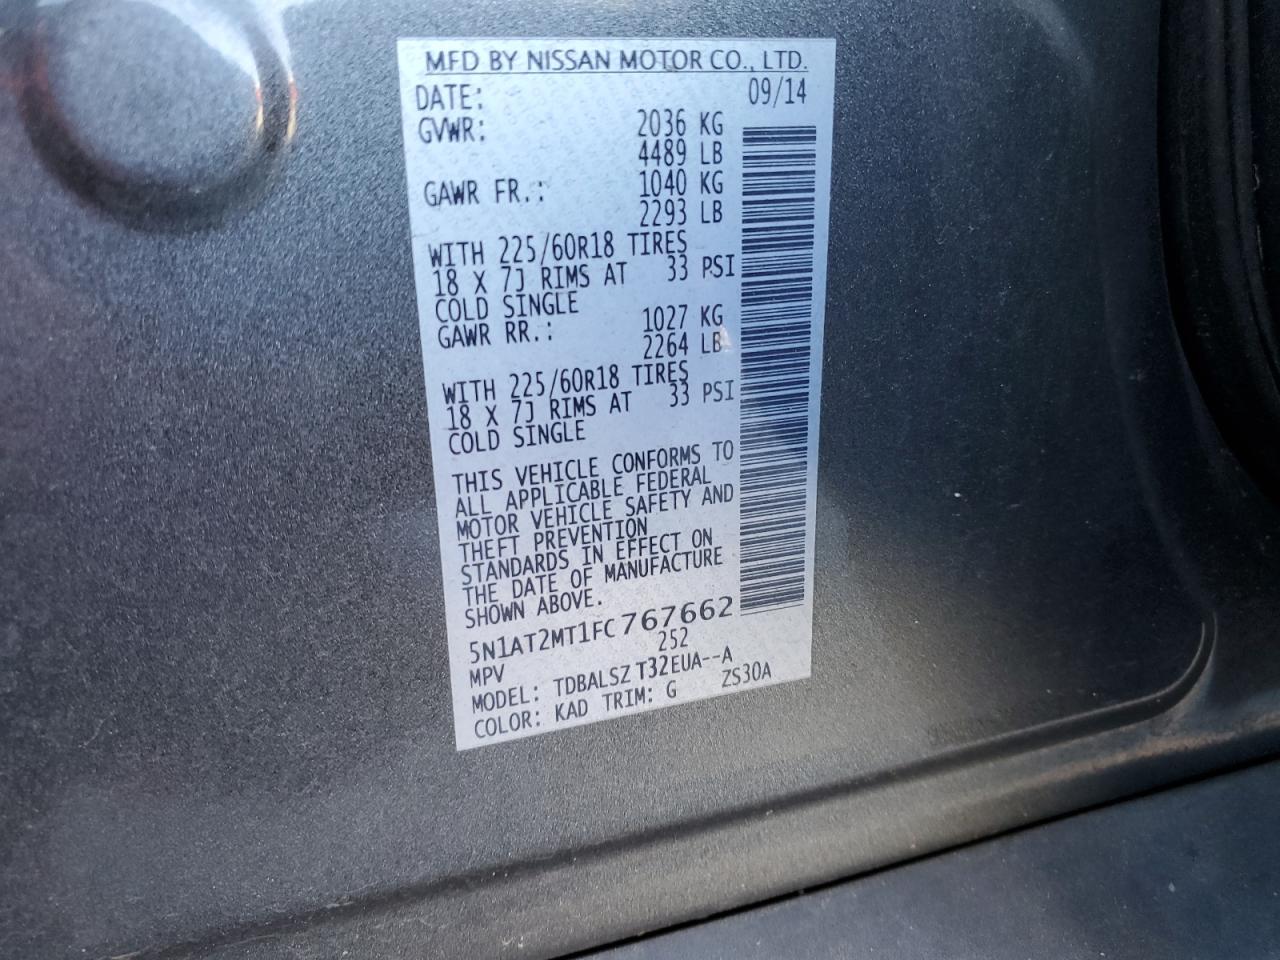 MFD BY NISSAN MOTOR CO., LTD.
DATE: 09/14
GVWR: 2036 KG
4489 LB
GAWR FR.: 1040 KG
2293 LB
WITH 225/60R18 TIRES
18 X 7J RIMS AT 33 PSI
COLD SINGLE
GAWR RR.: 1027 KG
2264 LB
WITH 225/60R18 TIRES
18 X 7J RIMS AT 33 PSI
COLD SINGLE
THIS VEHICLE CONFORMS TO
ALL APPLICABLE FEDERAL
MOTOR VEHICLE SAFETY AND
THEFT PREVENTION
STANDARDS IN EFFECT ON
THE DATE OF MANUFACTURE
SHOWN ABOVE.
5N1AT2MT1FC767662
MPV 252
MODEL: TDBALSZ T32EUA--A
COLOR: KAD TRIM: G ZS30A